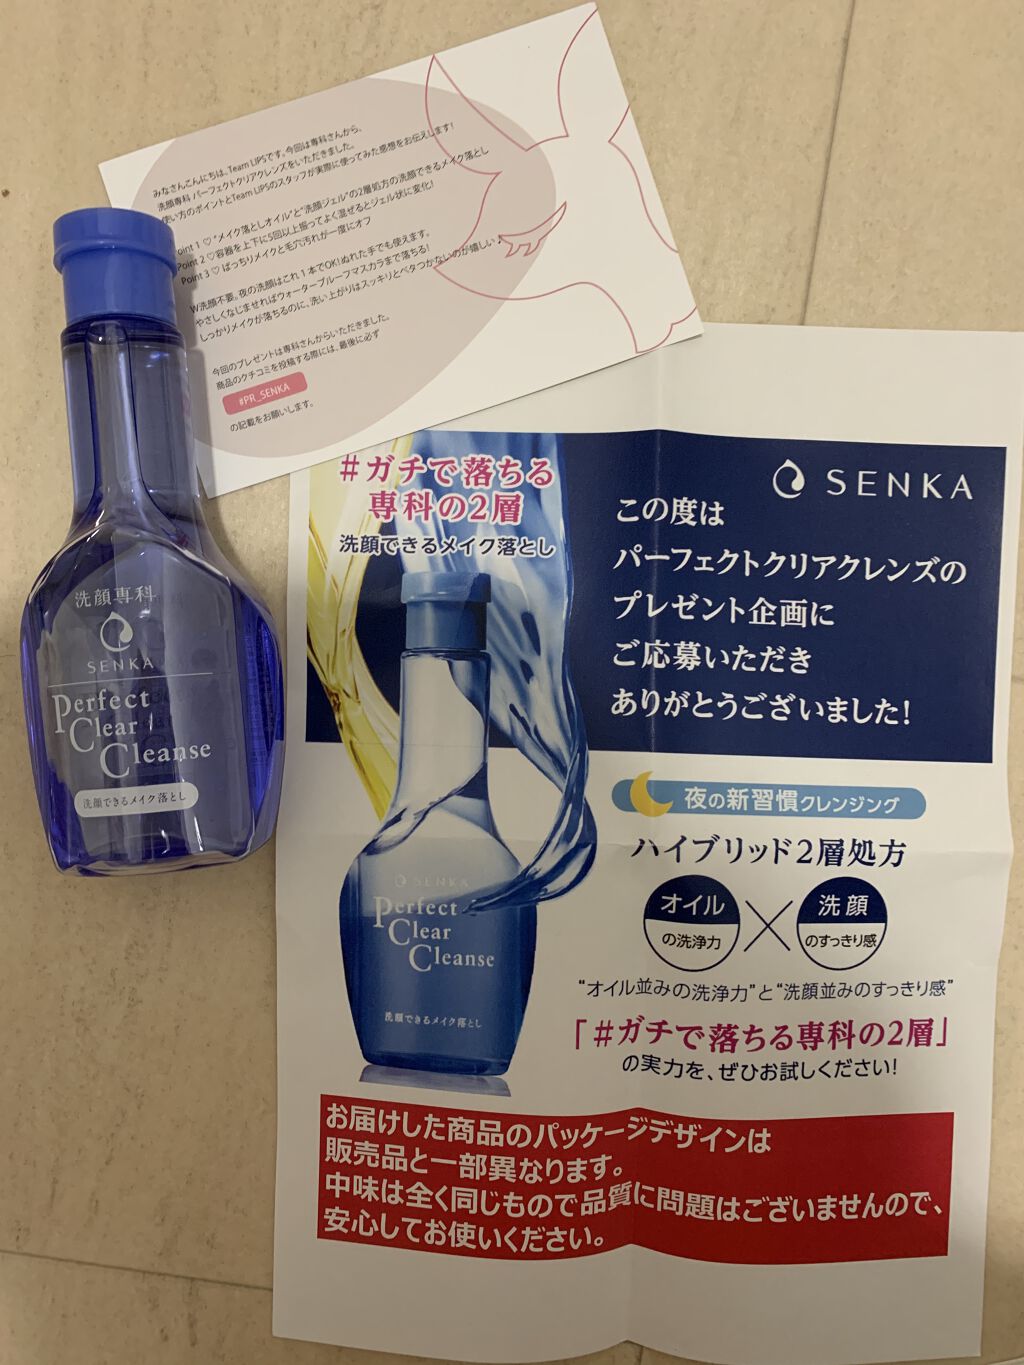 みなさんこんにちは、Team LIPSです。今回は専科さんから、
洗顔専科 パーフェクトクリアクレンズをいただきました。
使い方のポイントとTeam LIPSのスタッフが実際に使ってみた感想をお伝えします！
Point 1 ♡ “メイク落としオイル”と“洗顔ジェル”の2層処方の洗顔できるメイク落とし
Point 2 ♡容器を上下に5回以上振ってよく混ぜるとジェル状に変化！
Point 3 ♡ ばっちりメイクと毛穴汚れが一度にオフ
W洗顔不要。夜の洗顔はこれ1本でOK!ぬれた手でも使えます。
やさしくなじませればウォータープルーフマスカラまで落ちる！
しっかりメイクが落ちるのに、洗い上がりはスッキリとベタつかないのが嬉しい♪
今回のプレゼントは専科さんからいただきました。
商品のクチコミを投稿する際には、最後に必ず
#PR_SENKA
の記載をお願いします。
洗顔専科
SENKA
Perfect
Clear
Cleanse
洗顔できるメイク落とし
#ガチで落ちる
専科の2層
洗顔できるメイク落とし
SENKA
この度は
パーフェクトクリアクレンズの
プレゼント企画に
ご応募いただき
ありがとうございました！
夜の新習慣クレンジング
ハイブリッド2層処方
オイル
の洗浄力
×
洗顔
のすっきり感
“オイル並みの洗浄力”と“洗顔並みのすっきり感”
「#ガチで落ちる専科の2層」
の実力を、ぜひお試しください！
SENKA
Perfect
Clear
Cleanse
洗顔できるメイク落とし
お届けした商品のパッケージデザインは
販売品と一部異なります。
中味は全く同じもので品質に問題はございませんので、
安心してお使いください。